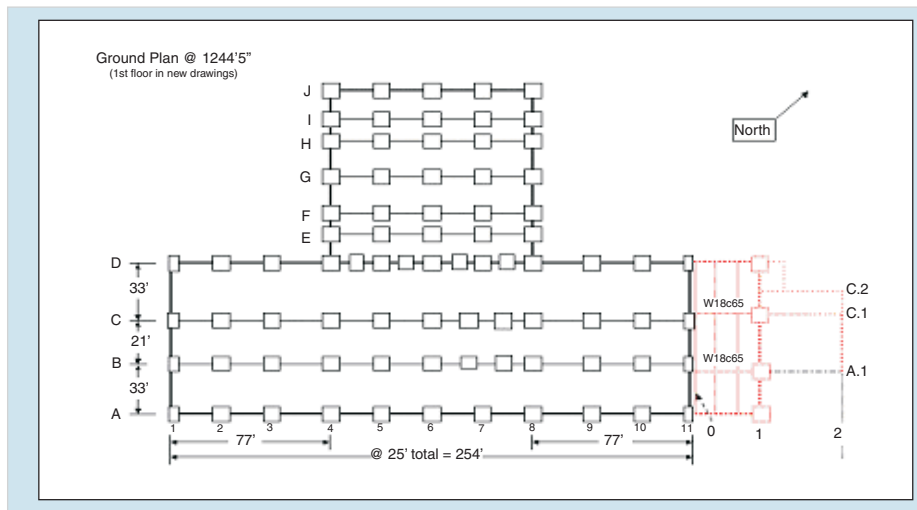 Ground Plan @ 1244'5"
(1st floor in new drawings)
J
I
North
H
G
F
E
D
33'
C.2
W18c65
C.1
C
21'
W18c65
B
A.1
33'
A
1 2 3 4 5 6 7 8 9 10 11 0 1 2
77' 77'
@ 25' total = 254'